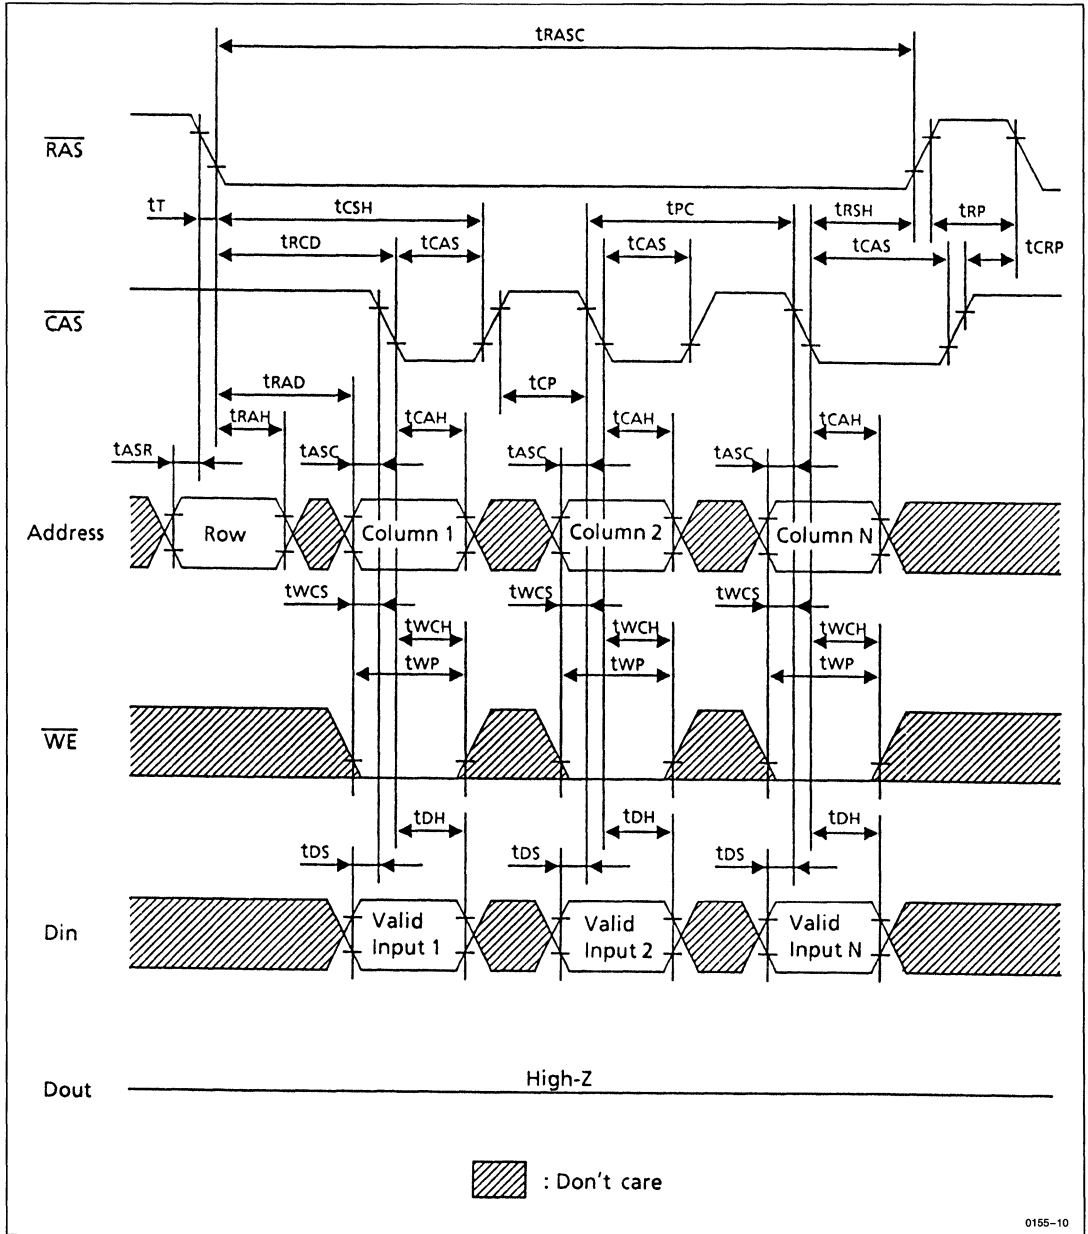 tRASC
RAS
tT
tCSH
tPC
tRSH
tRP
tRCD
tCAS
tCAS
tCAS
tCRP
CAS
tRAD
tCP
tRAH
tCAH
tCAH
tCAH
tASR
tASC
tASC
tASC
Address
Row
Column 1
Column 2
Column N
tWCS
tWCS
tWCS
tWCH
tWCH
tWCH
tWP
tWP
tWP
WE
tDH
tDH
tDH
tDS
tDS
tDS
Din
Valid
Input 1
Valid
Input 2
Valid
Input N
High-Z
Dout
: Don't care
0155-10